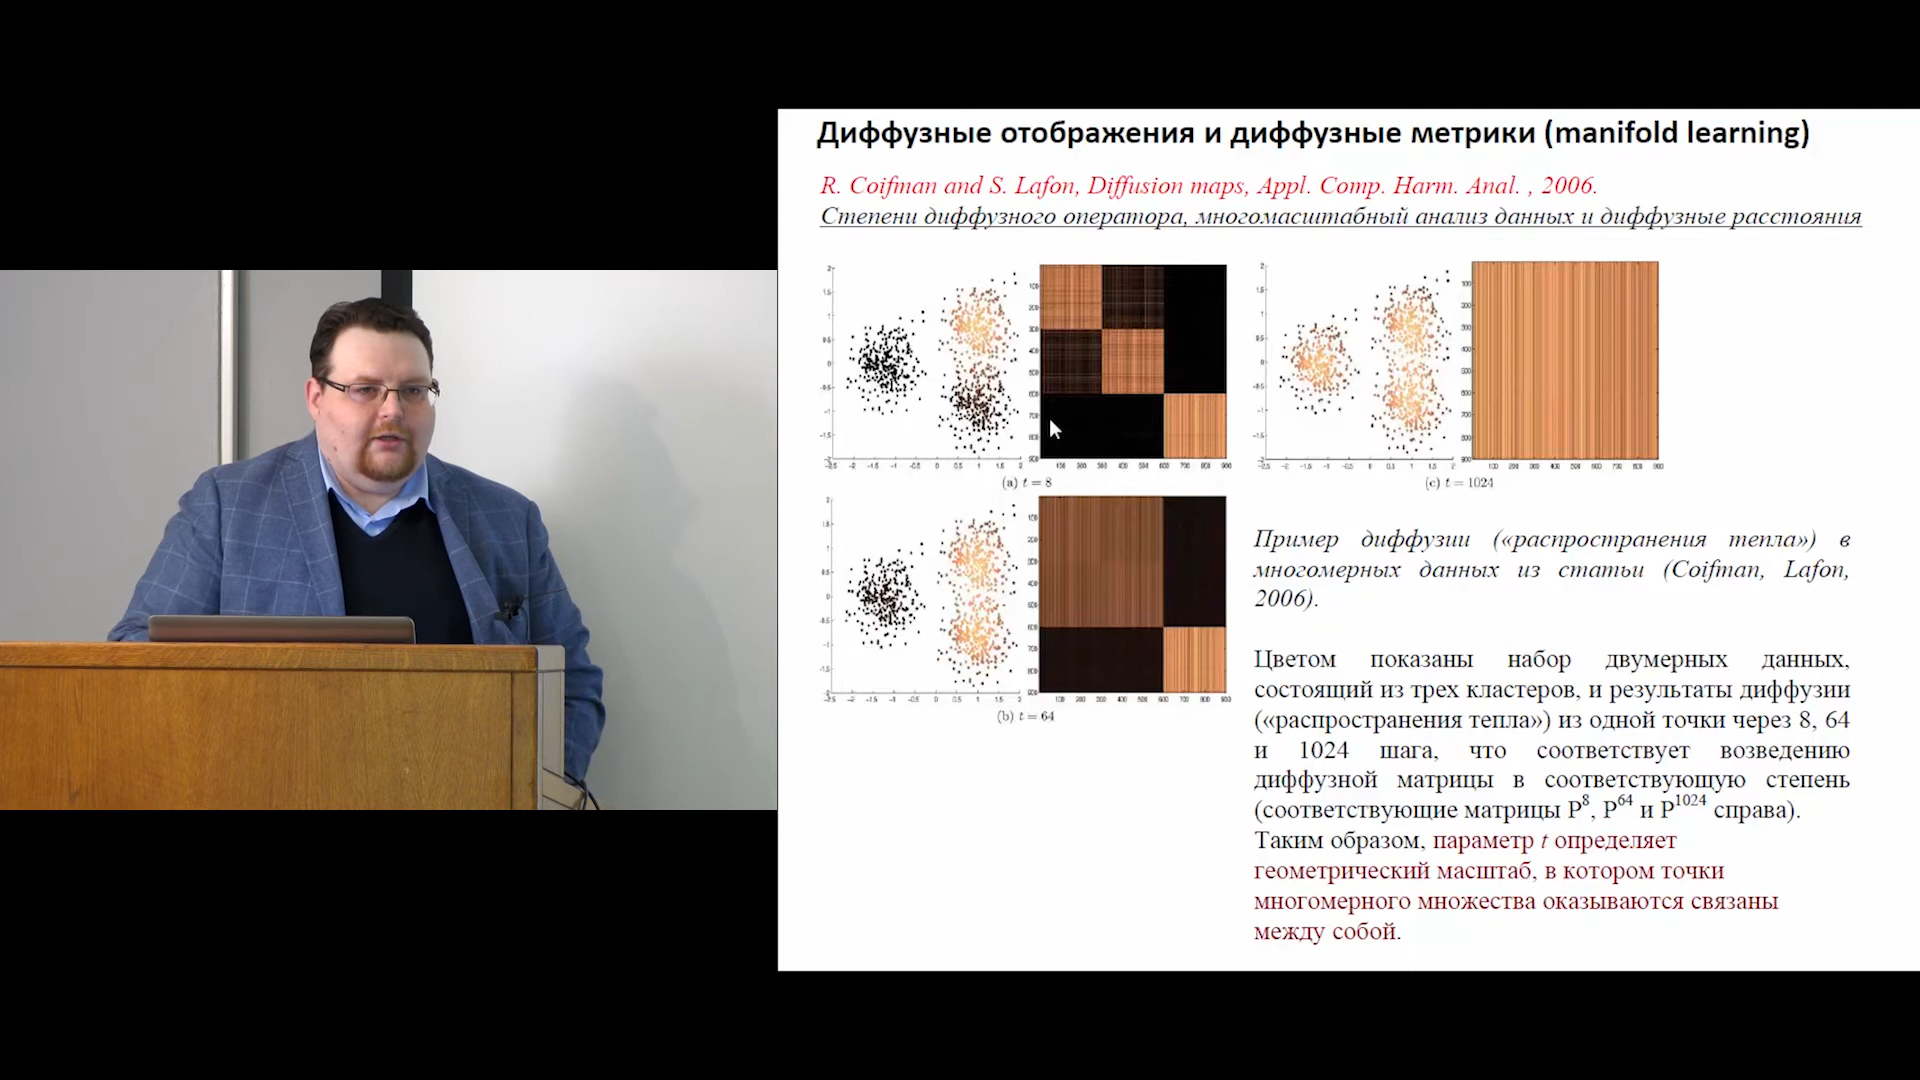 Диффузные отображения и диффузные метрики (manifold learning)
R. Coifman and S. Lafon, Diffusion maps, Appl. Comp. Harm. Anal. , 2006.
Степени диффузного оператора, многомасштабный анализ данных и диффузные расстояния
(a) t = 8
(c) t = 1024
(b) t = 64
Пример диффузии («распространения тепла») в
многомерных данных из статьи (Coifman, Lafon,
2006).
Цветом показаны набор двумерных данных,
состоящий из трех кластеров, и результаты диффузии
(«распространения тепла») из одной точки через 8, 64
и 1024 шага, что соответствует возведению
диффузной матрицы в соответствующую степень
(соответствующие матрицы P⁸, P⁶⁴ и P¹⁰²⁴ справа).
Таким образом, параметр t определяет
геометрический масштаб, в котором точки
многомерного множества оказываются связаны
между собой.